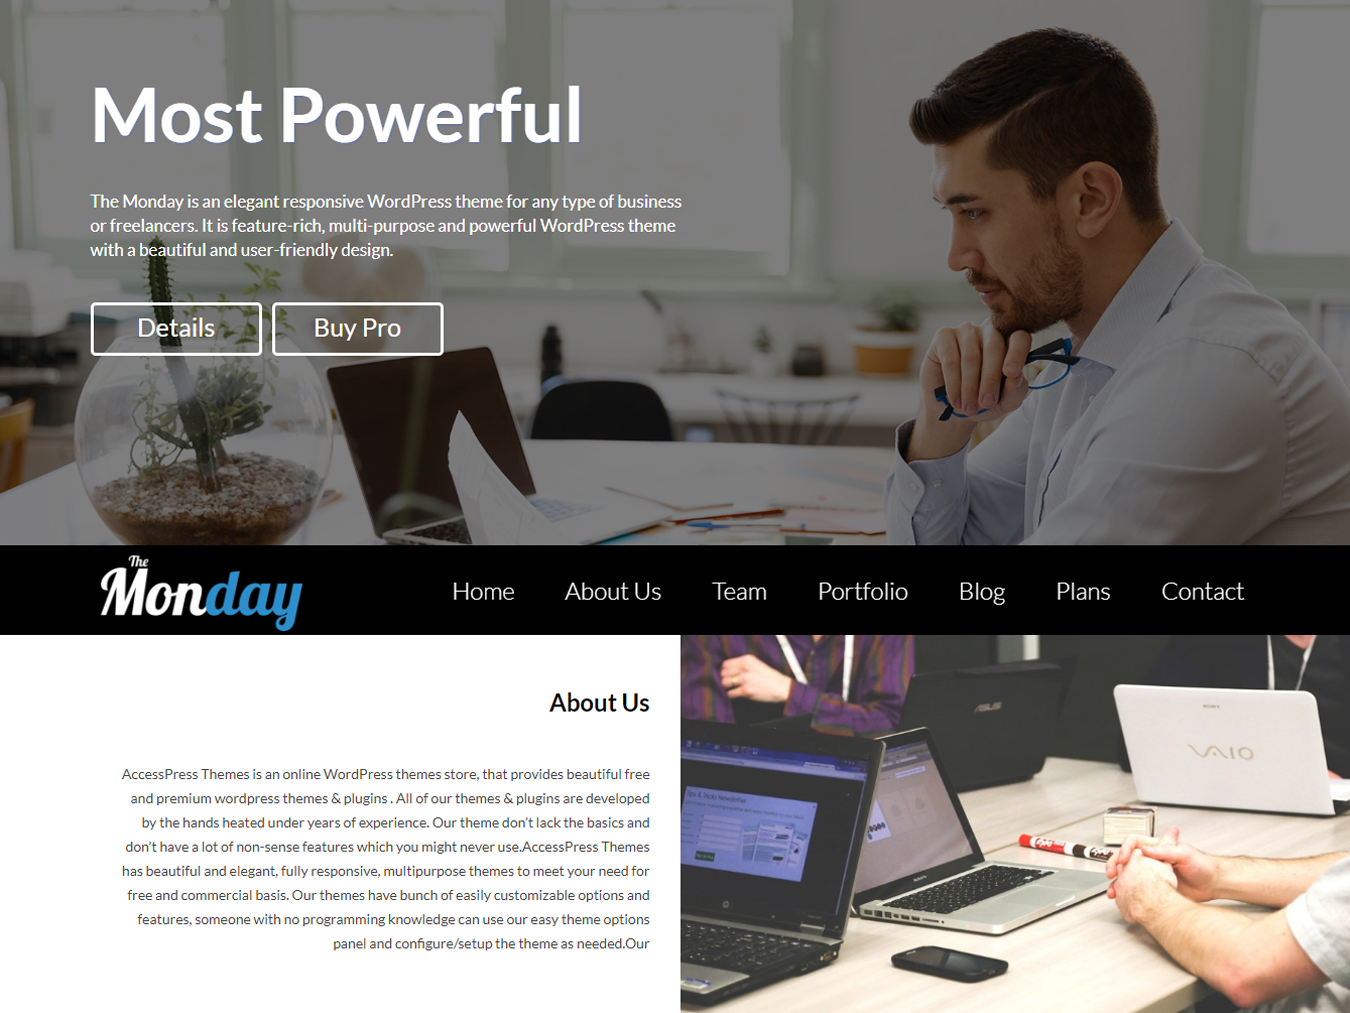 Most Powerful
The Monday is an elegant responsive WordPress theme for any type of business
or freelancers. It is feature-rich, multi-purpose and powerful WordPress theme
with a beautiful and user-friendly design.
Details
Buy Pro
The
Monday
Home
About Us
Team
Portfolio
Blog
Plans
Contact
About Us
AccessPress Themes is an online WordPress themes store, that provides beautiful free
and premium wordpress themes & plugins . All of our themes & plugins are developed
by the hands heated under years of experience. Our theme don’t lack the basics and
don’t have a lot of non-sense features which you might never use.AccessPress Themes
has beautiful and elegant, fully responsive, multipurpose themes to meet your need for
free and commercial basis. Our themes have bunch of easily customizable options and
features, someone with no programming knowledge can use our easy theme options
panel and configure/setup the theme as needed.Our
ASUS
SONY
VAIO
Tips & Tricks Newsletter